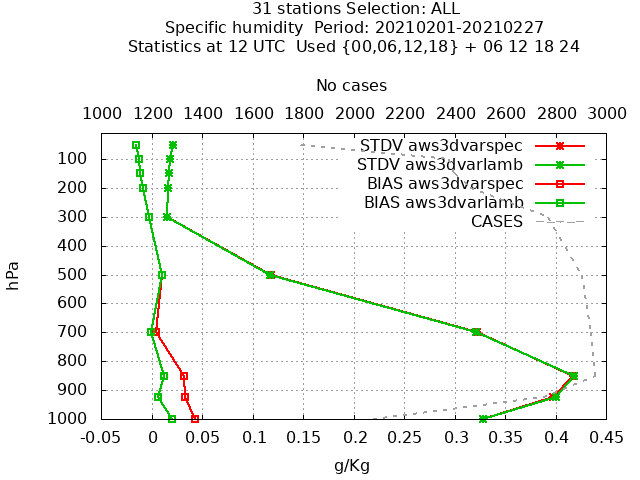 31 stations Selection: ALL
Specific humidity  Period: 20210201-20210227
Statistics at 12 UTC  Used {00,06,12,18} + 06 12 18 24
No cases
1000 1200 1400 1600 1800 2000 2200 2400 2600 2800 3000
STDV aws3dvarspec
STDV aws3dvarlamb
BIAS aws3dvarspec
BIAS aws3dvarlamb
CASES
hPa
100
200
300
400
500
600
700
800
900
1000
-0.05 0 0.05 0.1 0.15 0.2 0.25 0.3 0.35 0.4 0.45
g/Kg